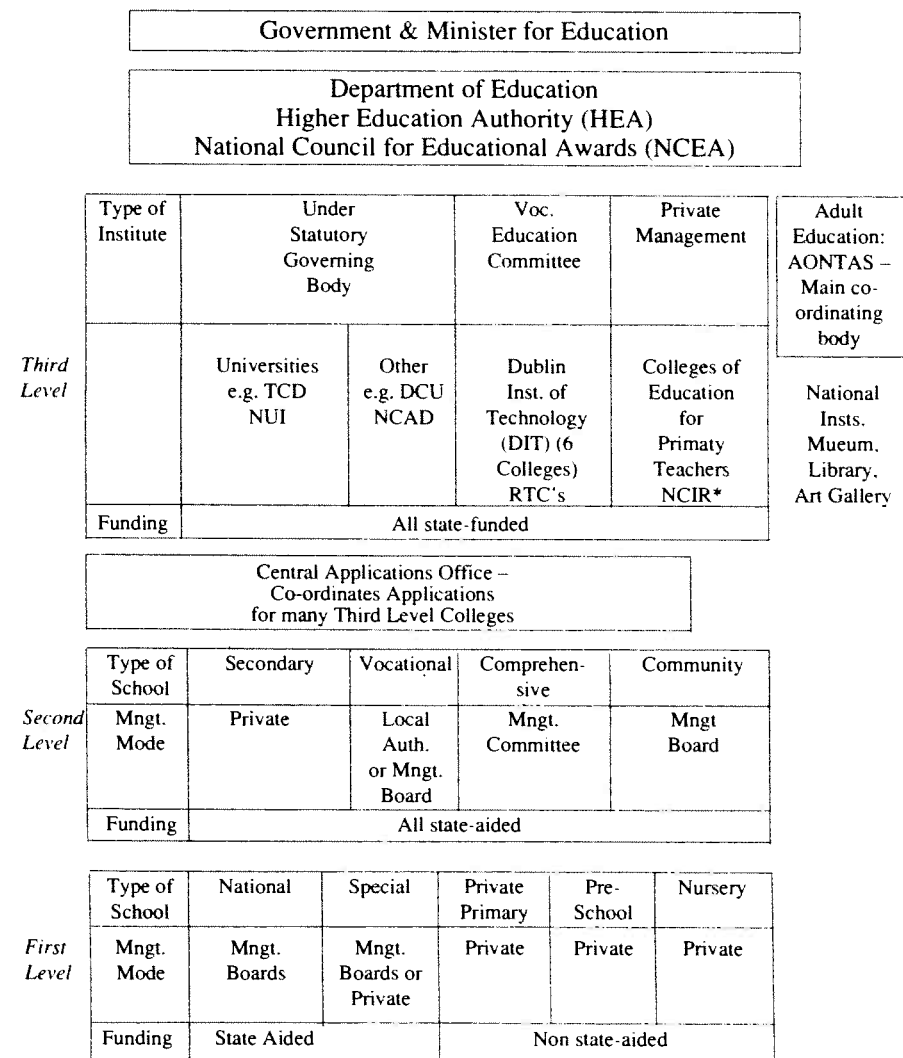 Government & Minister for Education
Department of Education
Higher Education Authority (HEA)
National Council for Educational Awards (NCEA)
Type of
Institute
Under
Statutory
Governing
Body
Voc.
Education
Committee
Private
Management
Adult
Education:
AONTAS –
Main co-
ordinating
body
Third
Level
Universities
e.g. TCD
NUI
Other
e.g. DCU
NCAD
Dublin
Inst. of
Technology
(DIT) (6
Colleges)
RTC's
Colleges of
Education
for
Primaty
Teachers
NCIR*
National
Insts.
Mueum.
Library.
Art Gallery
Funding
All state-funded
Central Applications Office –
Co-ordinates Applications
for many Third Level Colleges
Second
Level
Type of
School
Secondary
Vocational
Comprehen-
sive
Community
Mngt.
Mode
Private
Local
Auth.
or Mngt.
Board
Mngt.
Committee
Mngt
Board
Funding
All state-aided
First
Level
Type of
School
National
Special
Private
Primary
Pre-
School
Nursery
Mngt.
Mode
Mngt.
Boards
Mngt.
Boards or
Private
Private
Private
Private
Funding
State Aided
Non state-aided